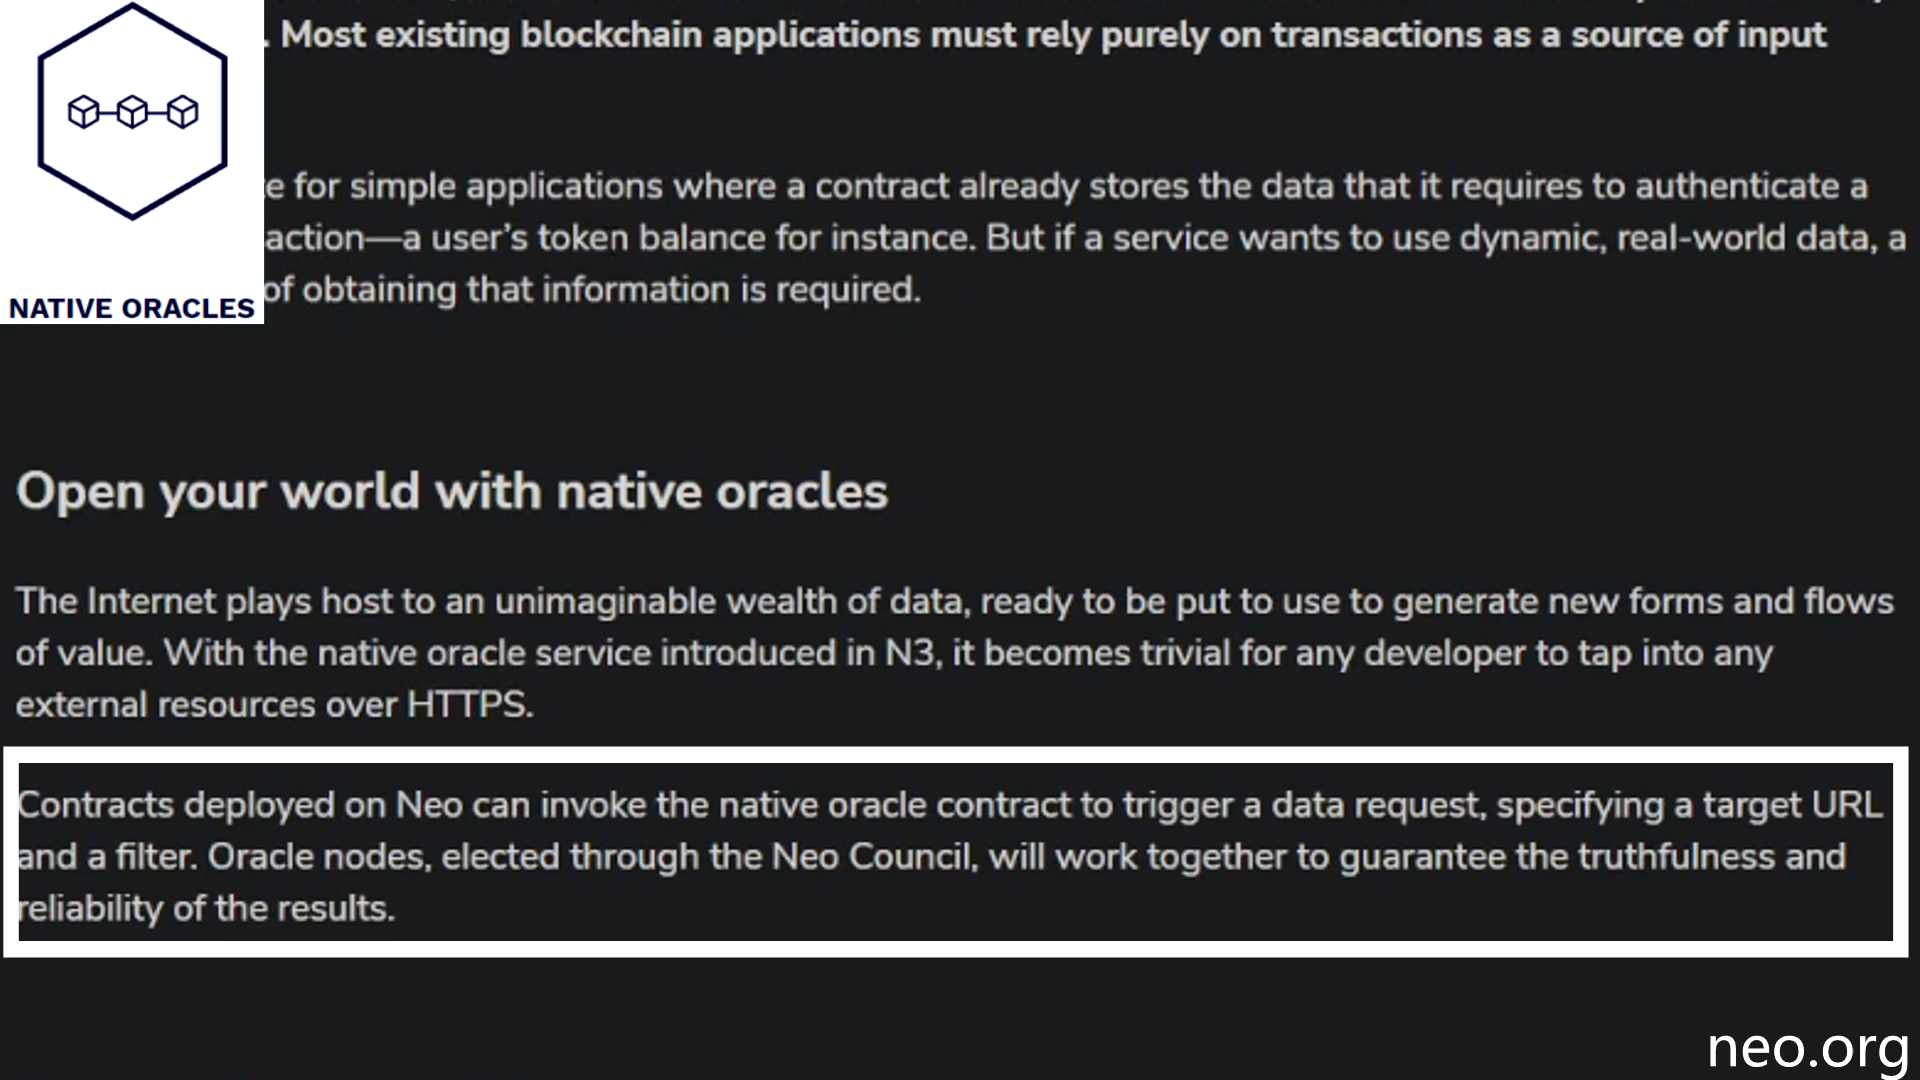 . Most existing blockchain applications must rely purely on transactions as a source of input
for simple applications where a contract already stores the data that it requires to authenticate a
action—a user's token balance for instance. But if a service wants to use dynamic, real-world data, a
of obtaining that information is required.
NATIVE ORACLES
Open your world with native oracles
The Internet plays host to an unimaginable wealth of data, ready to be put to use to generate new forms and flows
of value. With the native oracle service introduced in N3, it becomes trivial for any developer to tap into any
external resources over HTTPS.
Contracts deployed on Neo can invoke the native oracle contract to trigger a data request, specifying a target URL
and a filter. Oracle nodes, elected through the Neo Council, will work together to guarantee the truthfulness and
reliability of the results.
neo.org